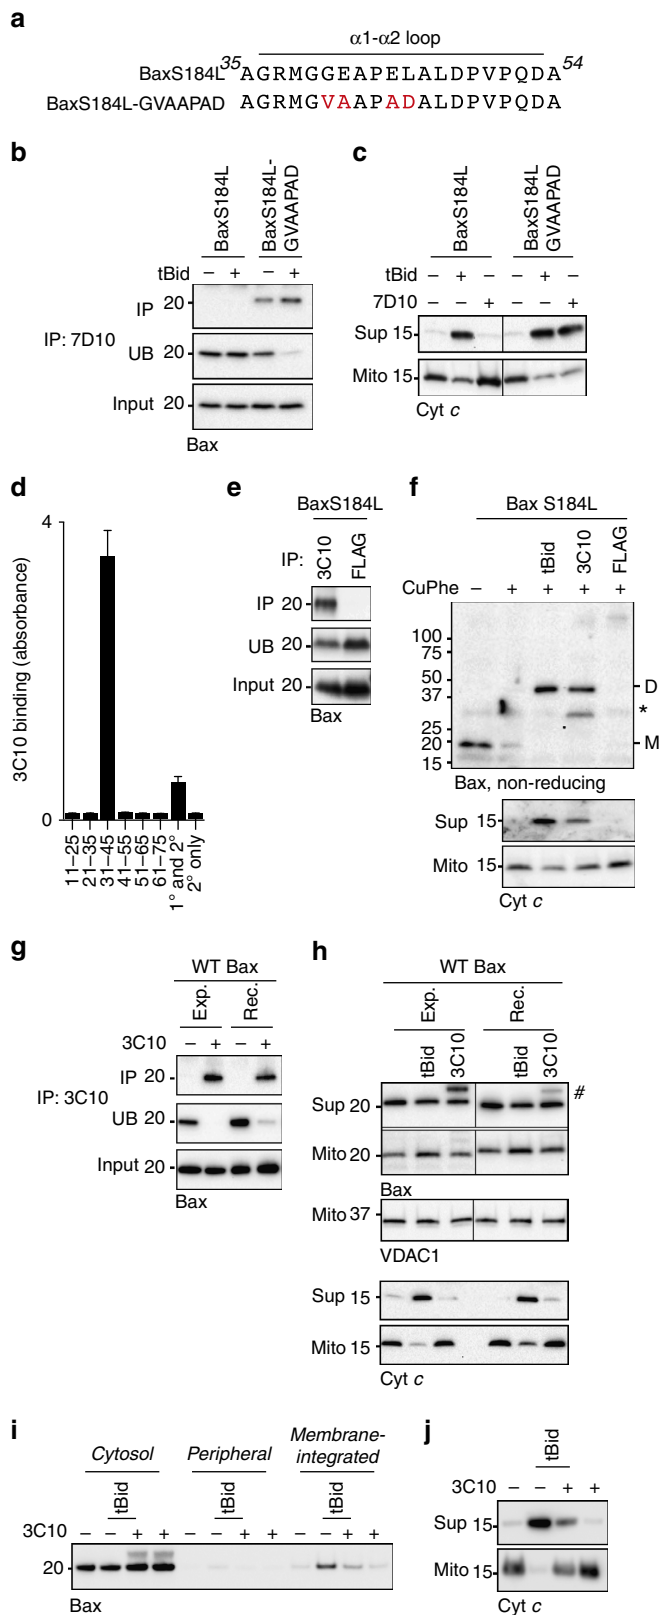 a
α1-α2 loop
BaxS184L 35 AGRMGGEAPELALDPVPQDA 54
BaxS184L-GVAAPAD AGRMGVAAPADALDPVPQDA
b
BaxS184L
BaxS184L-GVAAPAD
tBid – + – +
IP: 7D10
IP 20
UB 20
Input 20
Bax
c
BaxS184L
BaxS184L GVAAPAD
tBid – + – – + –
7D10 – – + – – +
Sup 15
Mito 15
Cyt c
d
3C10 binding (absorbance)
4
0
11–25
21–35
31–45
41–55
51–65
61–75
1° and 2°
2° only
e
BaxS184L
IP: 3C10 FLAG
IP 20
UB 20
Input 20
Bax
f
Bax S184L
tBid 3C10 FLAG
CuPhe – + + + +
100
75
50
37
25
20
15
D
*
M
Bax, non-reducing
Sup 15
Mito 15
Cyt c
g
WT Bax
Exp. Rec.
3C10 – + – +
IP: 3C10
IP 20
UB 20
Input 20
Bax
h
WT Bax
Exp. Rec.
tBid 3C10 tBid 3C10
Sup 20 #
Mito 20
Bax
Mito 37
VDAC1
Sup 15
Mito 15
Cyt c
i
Cytosol Peripheral Membrane-integrated
tBid tBid tBid
3C10 – – + + – – + + – – + +
20
Bax
j
tBid
3C10 – – + +
Sup 15
Mito 15
Cyt c